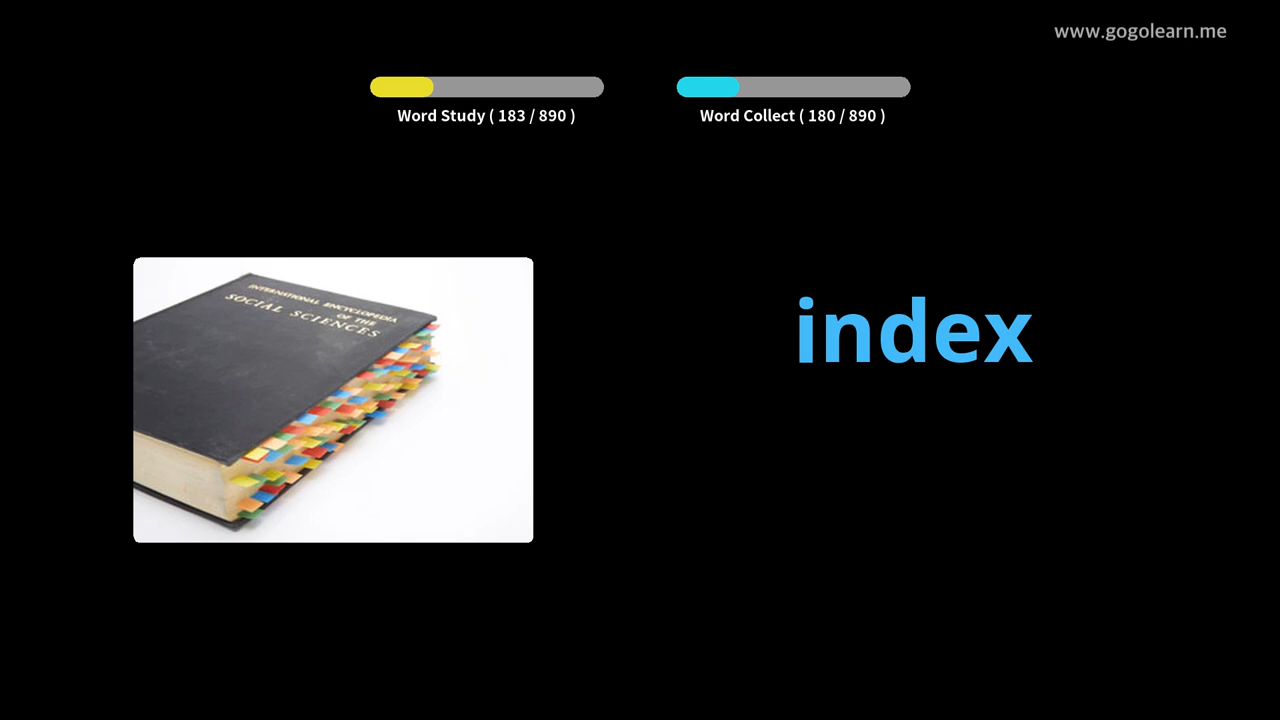 www.gogolearn.me
Word Study ( 183 / 890 )
Word Collect ( 180 / 890 )
INTERNATIONAL ENCYCLOPEDIA
OF THE
SOCIAL SCIENCES
index